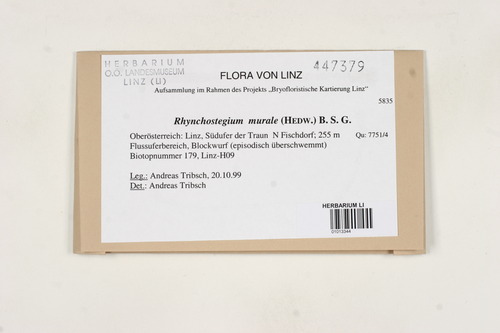 HERBARIUM
O.Ö. LANDESMUSEUM
LINZ (LI)
447379
FLORA VON LINZ
Aufsammlung im Rahmen des Projekts „Bryofloristische Kartierung Linz“
5835
Rhynchostegium murale (HEDW.) B. S. G.
Oberösterreich: Linz, Südufer der Traun N Fischdorf; 255 m Qu: 7751/4
Flussuferbereich, Blockwurf (episodisch überschwemmt)
Biotopnummer 179, Linz-H09
Leg.: Andreas Tribsch, 20.10.99
Det.: Andreas Tribsch
HERBARIUM LI